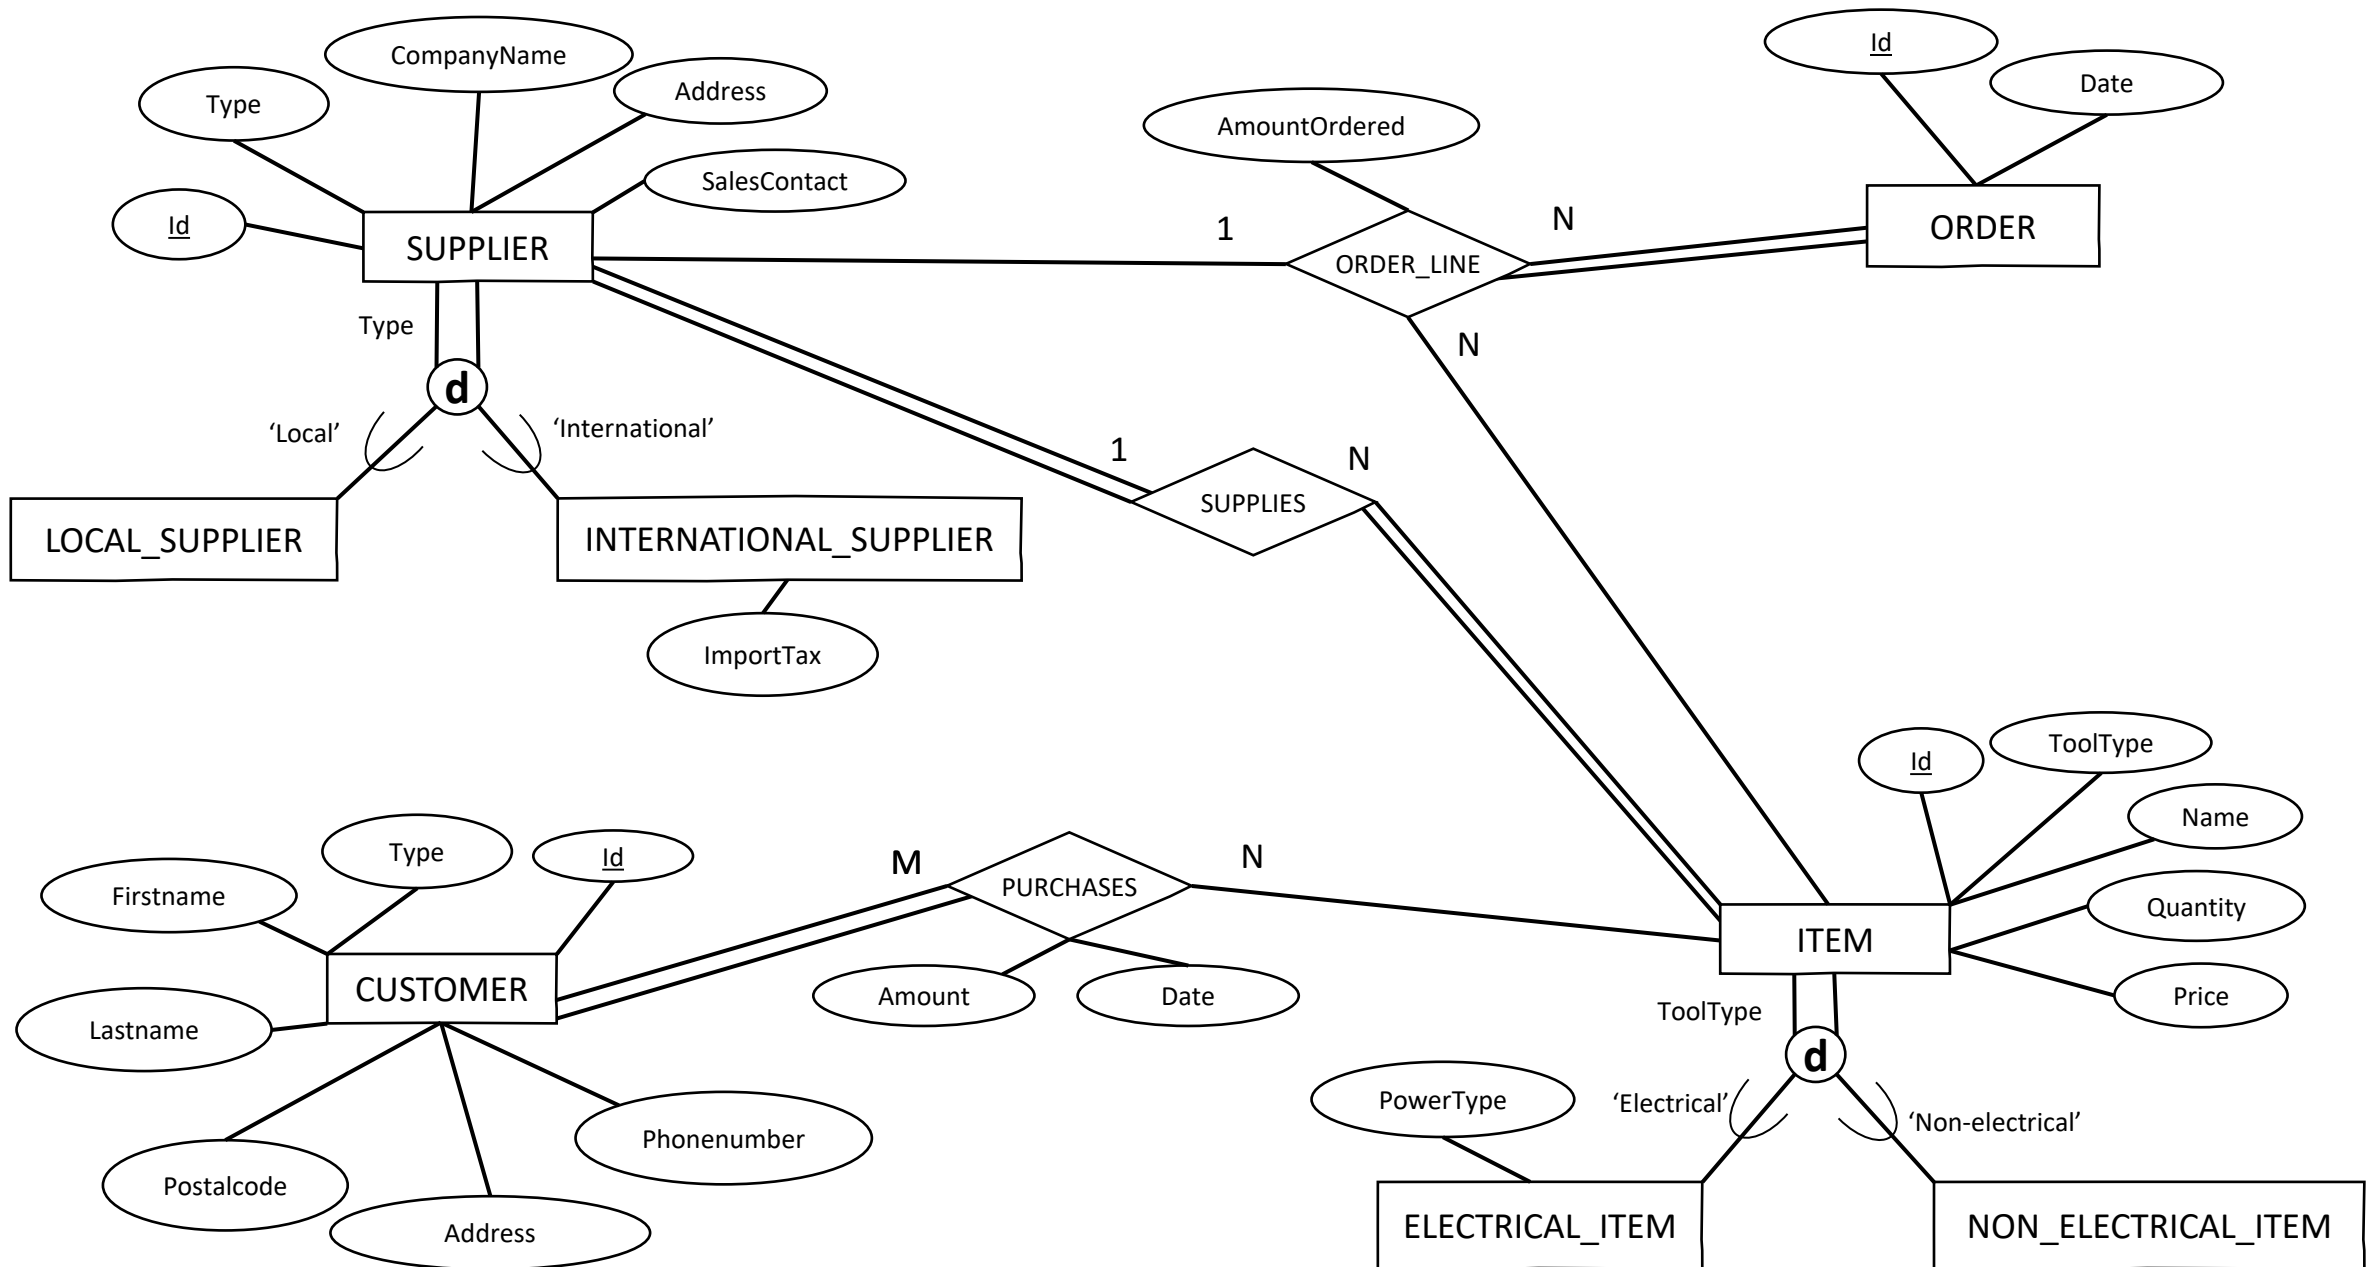 CompanyName
Type
Address
SalesContact
Id
SUPPLIER
Type
d
‘Local’
‘International’
LOCAL_SUPPLIER
INTERNATIONAL_SUPPLIER
ImportTax
AmountOrdered
1
N
ORDER_LINE
N
Id
Date
ORDER
1
N
SUPPLIES
Type
Id
Firstname
CUSTOMER
Lastname
Postalcode
Address
Phonenumber
M
N
PURCHASES
Amount
Date
Id
ToolType
Name
Quantity
Price
ITEM
ToolType
d
‘Electrical’
‘Non-electrical’
PowerType
ELECTRICAL_ITEM
NON_ELECTRICAL_ITEM